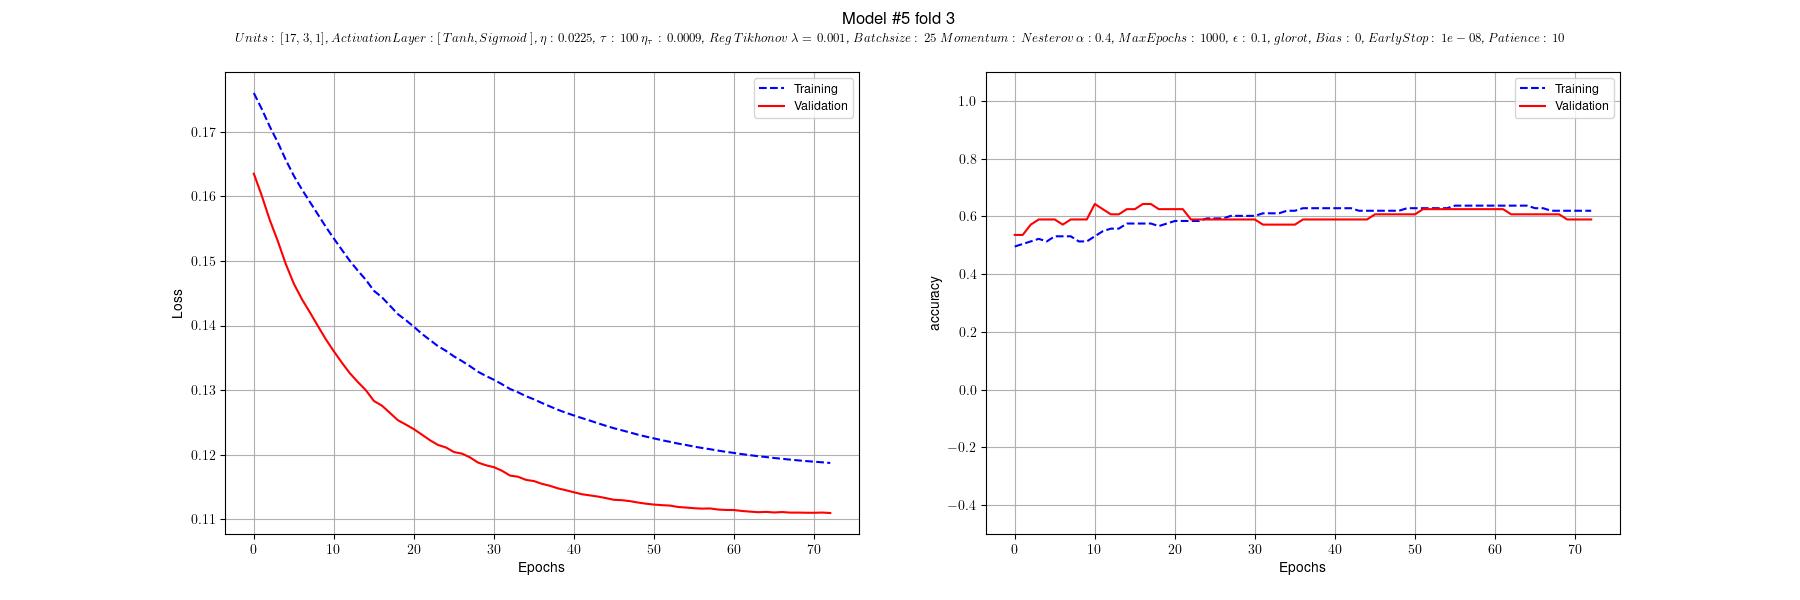 Model #5 fold 3
Units : [17, 3, 1], ActivationLayer : [ Tanh, Sigmoid ], η : 0.0225, τ : 100 η_τ : 0.0009, Reg Tikhonov λ = 0.001, Batchsize : 25 Momentum : Nesterov α : 0.4, MaxEpochs : 1000, ϵ : 0.1, glorot, Bias : 0, EarlyStop : 1e − 08, Patience : 10
Training
Validation
0.17
0.16
0.15
0.14
0.13
0.12
0.11
Loss
0 10 20 30 40 50 60 70
Epochs
Training
Validation
1.0
0.8
0.6
0.4
0.2
0.0
−0.2
−0.4
accuracy
0 10 20 30 40 50 60 70
Epochs